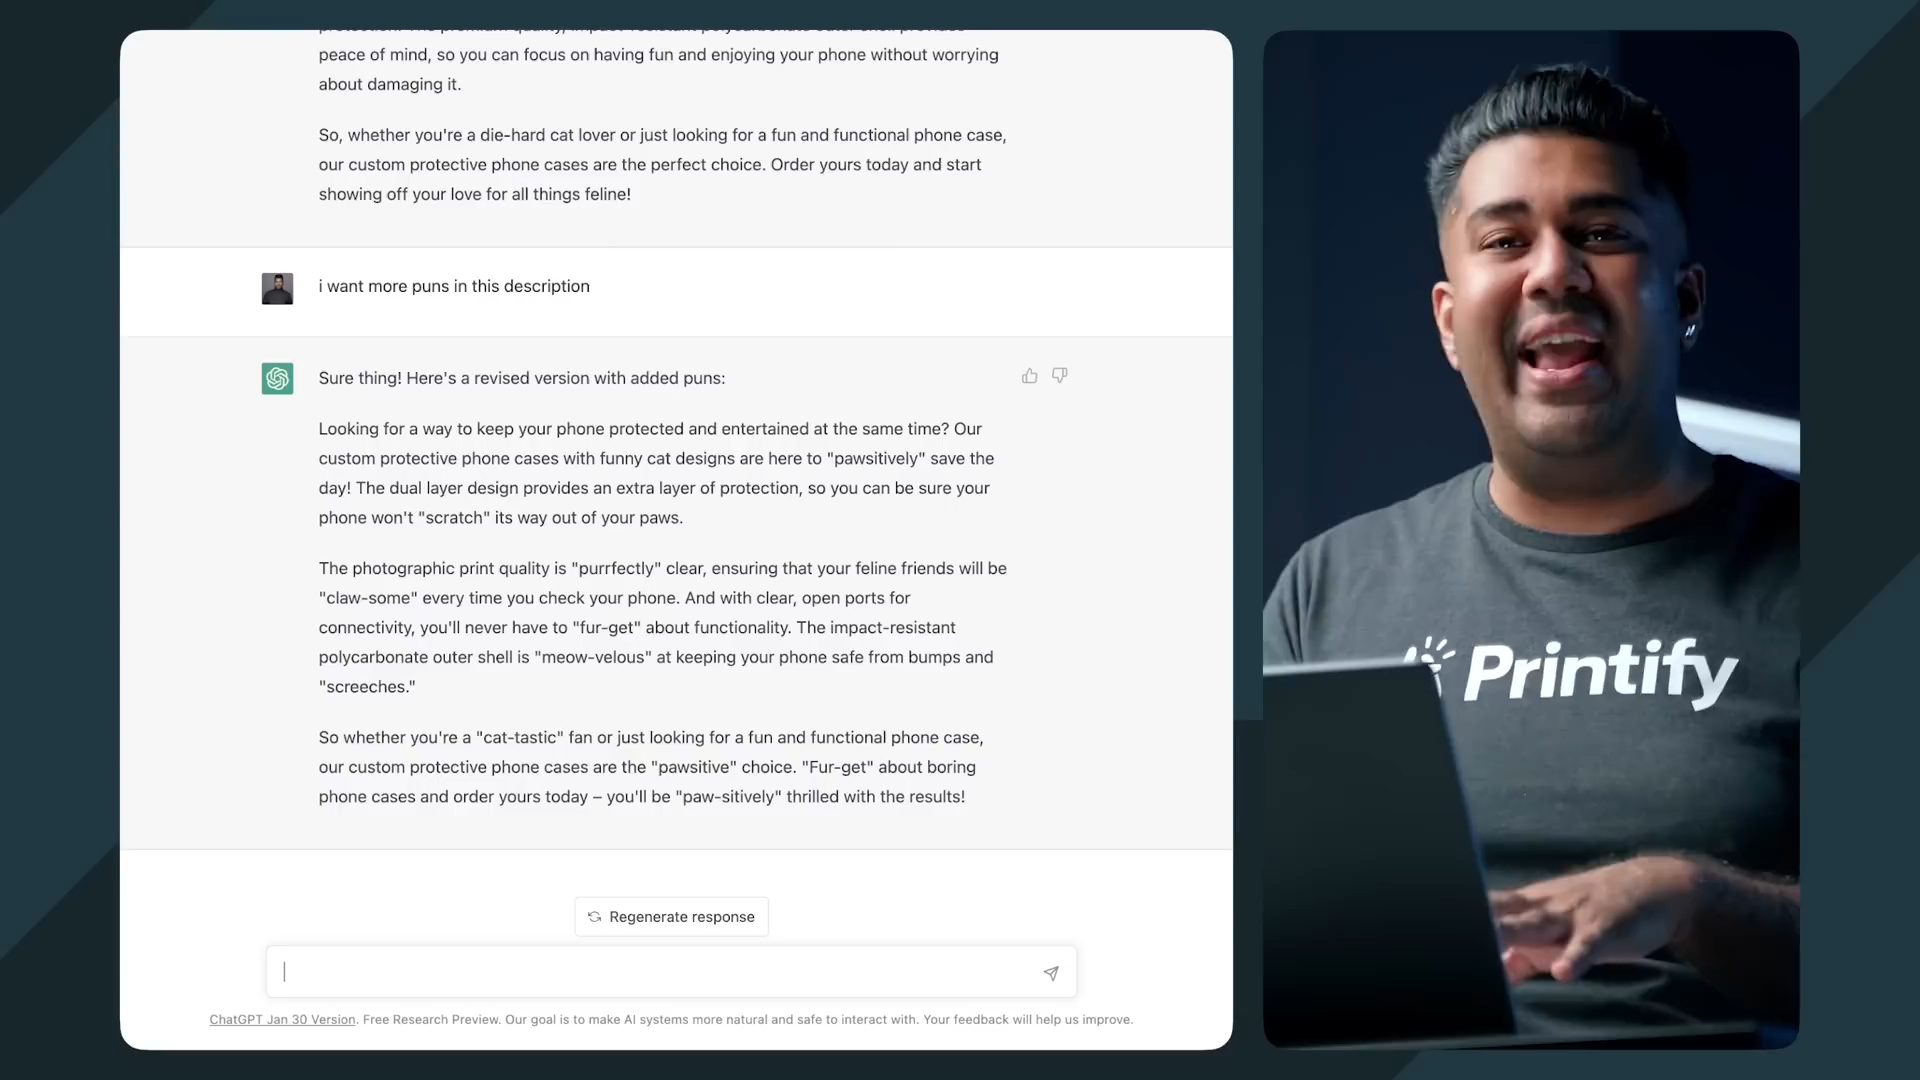 peace of mind, so you can focus on having fun and enjoying your phone without worrying
about damaging it.
So, whether you're a die-hard cat lover or just looking for a fun and functional phone case,
our custom protective phone cases are the perfect choice. Order yours today and start
showing off your love for all things feline!
i want more puns in this description
Sure thing! Here's a revised version with added puns:
Looking for a way to keep your phone protected and entertained at the same time? Our
custom protective phone cases with funny cat designs are here to "pawsitively" save the
day! The dual layer design provides an extra layer of protection, so you can be sure your
phone won't "scratch" its way out of your paws.
The photographic print quality is "purrfectly" clear, ensuring that your feline friends will be
"claw-some" every time you check your phone. And with clear, open ports for
connectivity, you'll never have to "fur-get" about functionality. The impact-resistant
polycarbonate outer shell is "meow-velous" at keeping your phone safe from bumps and
"screeches."
So whether you're a "cat-tastic" fan or just looking for a fun and functional phone case,
our custom protective phone cases are the "pawsitive" choice. "Fur-get" about boring
phone cases and order yours today – you'll be "paw-sitively" thrilled with the results!
Regenerate response
ChatGPT Jan 30 Version. Free Research Preview. Our goal is to make AI systems more natural and safe to interact with. Your feedback will help us improve.
Printify